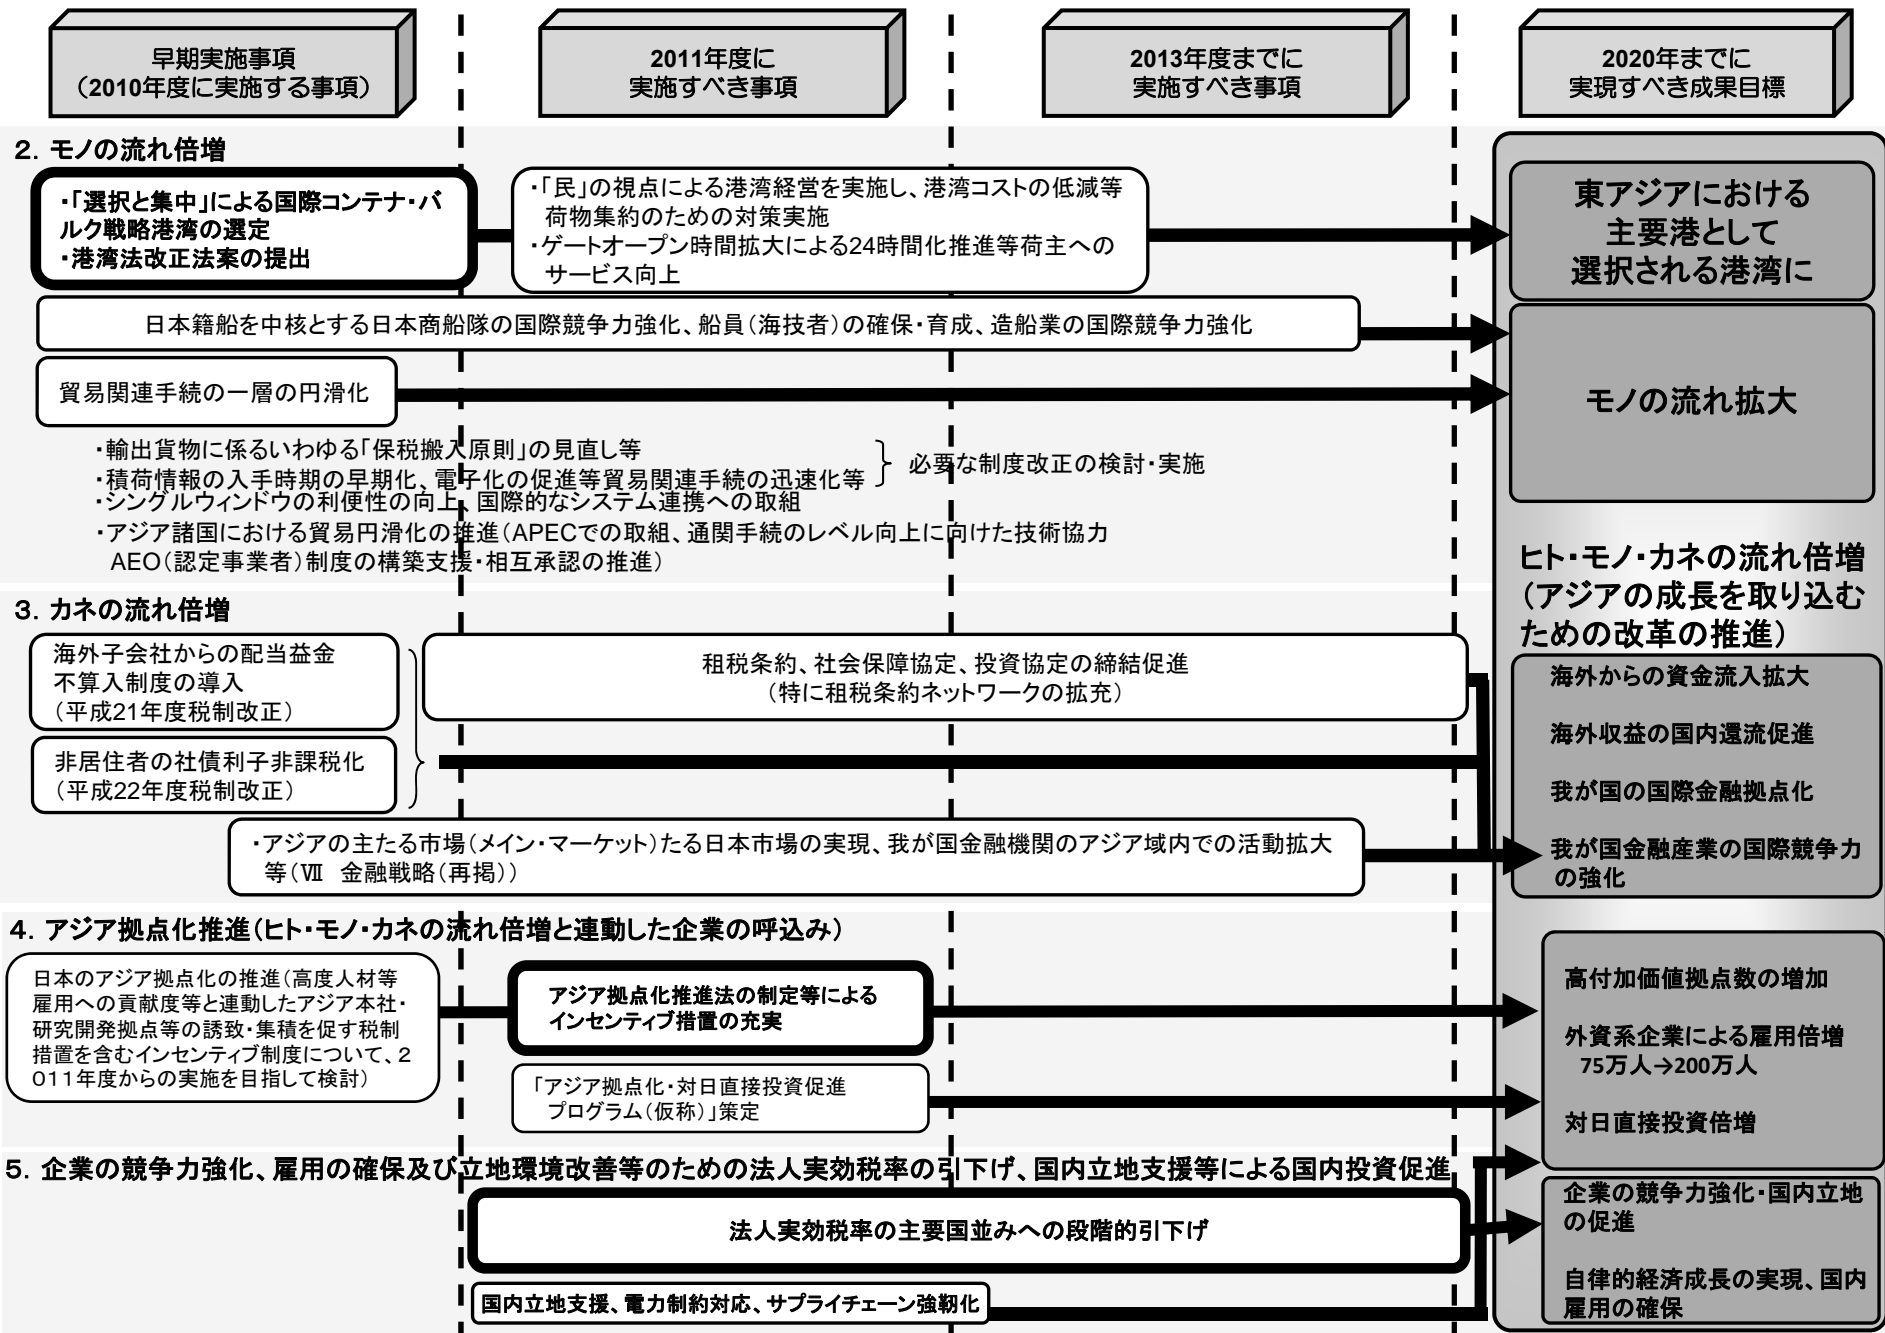 早期実施事項
（2010年度に実施する事項）
2011年度に
実施すべき事項
2013年度までに
実施すべき事項
2020年までに
実現すべき成果目標
２．モノの流れ倍増
・「選択と集中」による国際コンテナ・バ
ルク戦略港湾の選定
・港湾法改正法案の提出
・「民」の視点による港湾経営を実施し、港湾コストの低減等
荷物集約のための対策実施
・ゲートオープン時間拡大による24時間化推進等荷主への
サービス向上
東アジアにおける
主要港として
選択される港湾に
日本籍船を中核とする日本商船隊の国際競争力強化、船員（海技者）の確保・育成、造船業の国際競争力強化
貿易関連手続の一層の円滑化
モノの流れ拡大
・輸出貨物に係るいわゆる「保税搬入原則」の見直し等
・積荷情報の入手時期の早期化、電子化の促進等貿易関連手続の迅速化等
必要な制度改正の検討・実施
・シングルウィンドウの利便性の向上、国際的なシステム連携への取組
・アジア諸国における貿易円滑化の推進（APECでの取組、通関手続のレベル向上に向けた技術協力
AEO（認定事業者）制度の構築支援・相互承認の推進）
ヒト・モノ・カネの流れ倍増
（アジアの成長を取り込む
ための改革の推進）
３．カネの流れ倍増
海外子会社からの配当益金
不算入制度の導入
（平成21年度税制改正）
租税条約、社会保障協定、投資協定の締結促進
（特に租税条約ネットワークの拡充）
非居住者の社債利子非課税化
（平成22年度税制改正）
・アジアの主たる市場（メイン・マーケット）たる日本市場の実現、我が国金融機関のアジア域内での活動拡大
等（Ⅶ　金融戦略（再掲））
海外からの資金流入拡大
海外収益の国内還流促進
我が国の国際金融拠点化
我が国金融産業の国際競争力
の強化
４．アジア拠点化推進（ヒト・モノ・カネの流れ倍増と連動した企業の呼込み）
日本のアジア拠点化の推進（高度人材等
雇用への貢献度等と連動したアジア本社・
研究開発拠点等の誘致・集積を促す税制
措置を含むインセンティブ制度について、２
０１１年度からの実施を目指して検討）
アジア拠点化推進法の制定等による
インセンティブ措置の充実
「アジア拠点化・対日直接投資促進
プログラム（仮称）」策定
高付加価値拠点数の増加
外資系企業による雇用倍増
75万人→200万人
対日直接投資倍増
５．企業の競争力強化、雇用の確保及び立地環境改善等のための法人実効税率の引下げ、国内立地支援等による国内投資促進
法人実効税率の主要国並みへの段階的引下げ
国内立地支援、電力制約対応、サプライチェーン強靭化
企業の競争力強化・国内立地
の促進
自律的経済成長の実現、国内
雇用の確保